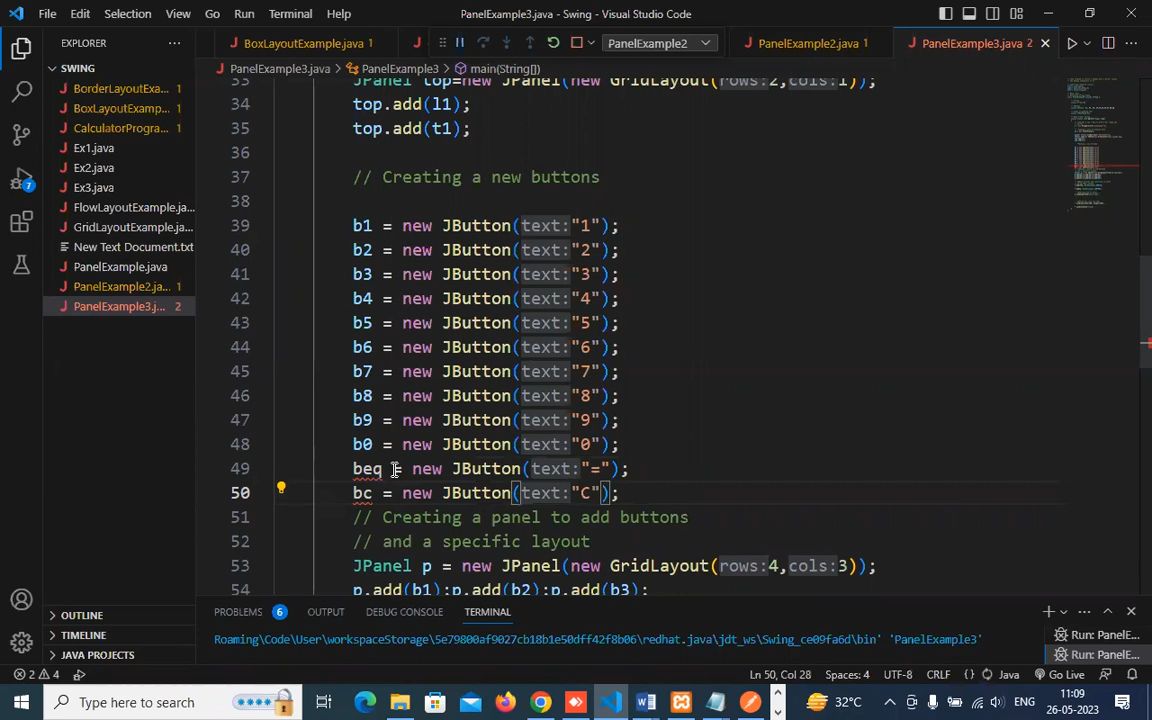 File Edit Selection View Go Run Terminal Help
PanelExample3.java - Swing - Visual Studio Code
EXPLORER
BoxLayoutExample.java 1
PanelExample2
PanelExample2.java 1
PanelExample3.java 2
SWING
PanelExample3.java > PanelExample3 > main(String[])
BorderLayoutExa... 1
BoxLayoutExamp... 1
CalculatorProgra... 1
Ex1.java
Ex2.java
Ex3.java
FlowLayoutExample.ja...
GridLayoutExample.ja...
New Text Document.txt
PanelExample.java
PanelExample2.ja... 1
PanelExample3.j... 2
7
33 JPanel top=new JPanel(new GridLayout(rows:2,cols:1));
34 top.add(l1);
35 top.add(t1);
36
37 // Creating a new buttons
38
39 b1 = new JButton(text:"1");
40 b2 = new JButton(text:"2");
41 b3 = new JButton(text:"3");
42 b4 = new JButton(text:"4");
43 b5 = new JButton(text:"5");
44 b6 = new JButton(text:"6");
45 b7 = new JButton(text:"7");
46 b8 = new JButton(text:"8");
47 b9 = new JButton(text:"9");
48 b0 = new JButton(text:"0");
49 beq = new JButton(text:"=");
50 bc = new JButton(text:"C");
51 // Creating a panel to add buttons
52 // and a specific layout
53 JPanel p = new JPanel(new GridLayout(rows:4,cols:3));
54 p.add(b1);p.add(b2);p.add(b3);
OUTLINE
TIMELINE
JAVA PROJECTS
PROBLEMS 6 OUTPUT DEBUG CONSOLE TERMINAL
Roaming\Code\User\workspaceStorage\5e79800af9027cb18b1e50dff42f8b06\redhat.java\jdt_ws\Swing_ce09fa6d\bin' 'PanelExample3'
Run: PanelE...
Run: PanelE...
2 4
Ln 50, Col 28 Spaces: 4 UTF-8 CRLF Java Go Live
Type here to search
32°C
ENG
11:09
26-05-2023